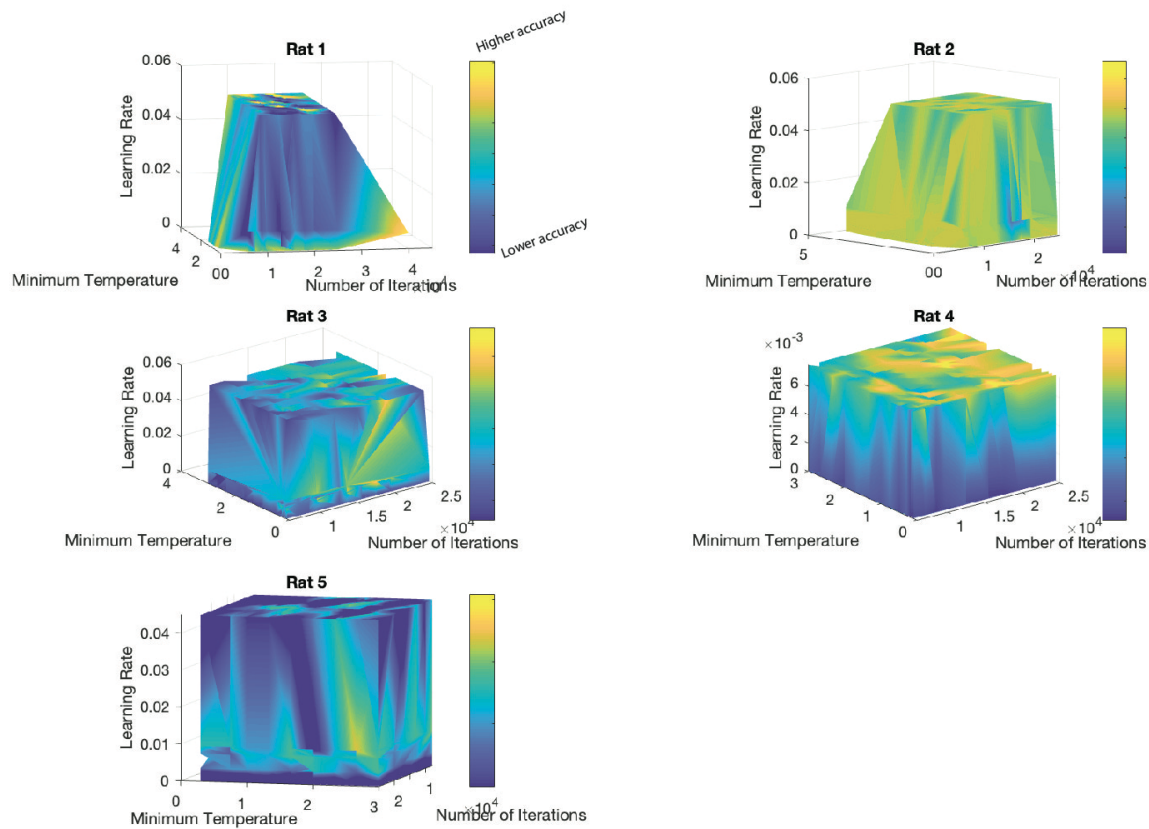 Higher accuracy
Rat 1
0.06
0.04
0.02
0
4
2
00 1 2 3 4
Learning Rate
Minimum Temperature
Number of Iterations
Lower accuracy
Rat 2
0.06
0.04
0.02
0
5
00 1 2
×10⁴
Learning Rate
Minimum Temperature
Number of Iterations
Rat 3
0.06
0.04
0.02
0
4
2
0
1
1.5
2
2.5
×10⁴
Learning Rate
Minimum Temperature
Number of Iterations
Rat 4
×10⁻³
6
4
2
0
3
2
1
0
1
1.5
2
2.5
×10⁴
Learning Rate
Minimum Temperature
Number of Iterations
Rat 5
0.04
0.03
0.02
0.01
0
0 1 2 3
2 1
×10⁴
Learning Rate
Minimum Temperature
Number of Iterations